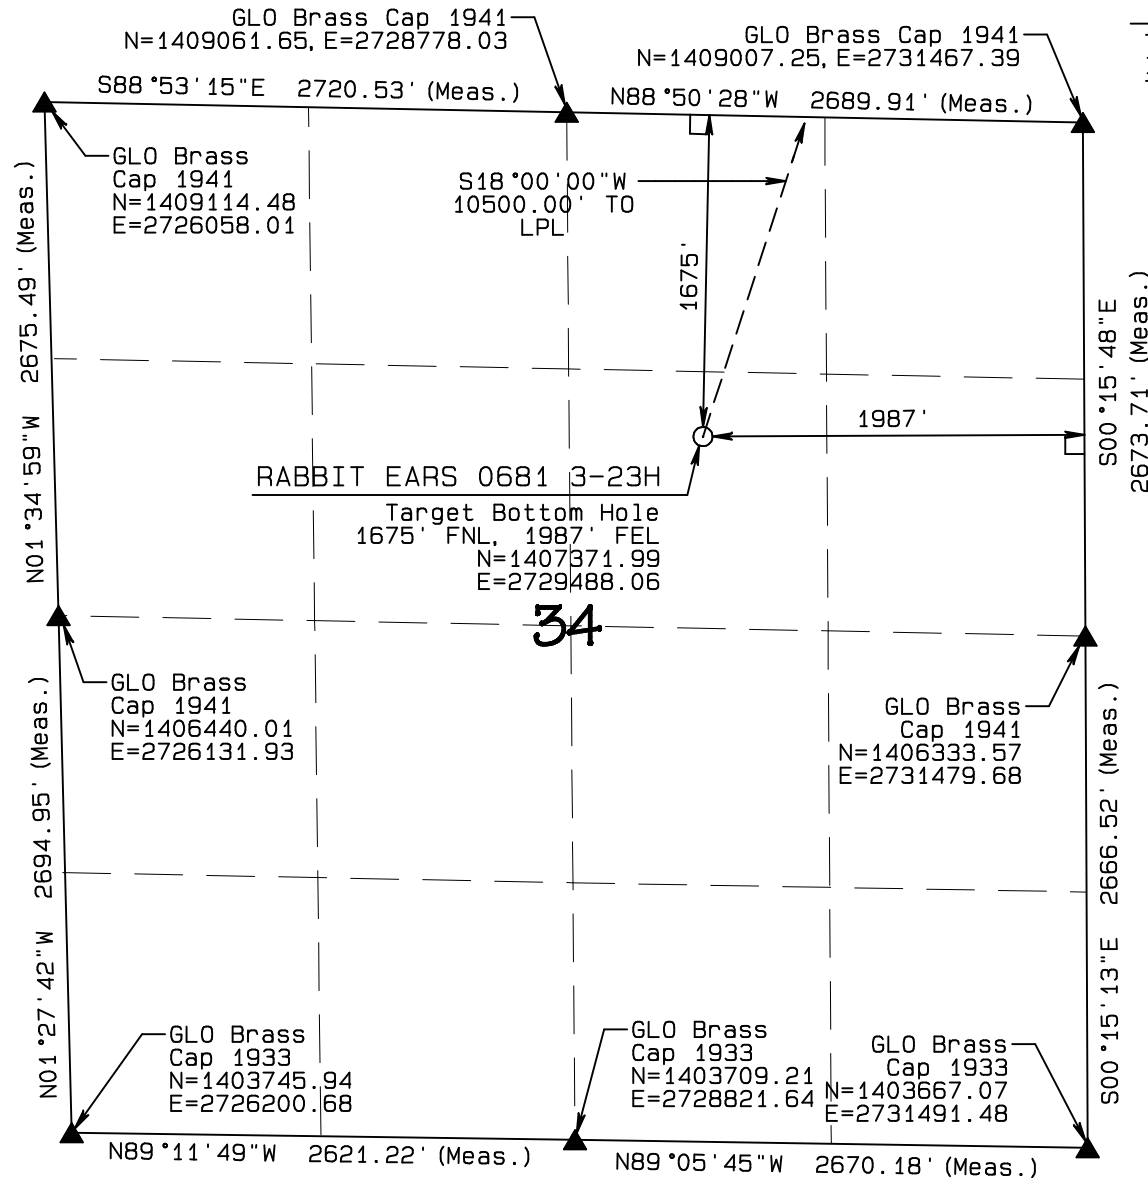 GLO Brass Cap 1941
N=1409061.65, E=2728778.03
GLO Brass Cap 1941
N=1409007.25, E=2731467.39
S88°53'15"E 2720.53' (Meas.)
N88°50'28"W 2689.91' (Meas.)
GLO Brass
Cap 1941
N=1409114.48
E=2726058.01
S18°00'00"W
10500.00' TO
LPL
1675'
N01°34'59"W 2675.49' (Meas.)
S00°15'48"E
2673.71' (Meas.)
1987'
RABBIT EARS 0681 3-23H
Target Bottom Hole
1675' FNL, 1987' FEL
N=1407371.99
E=2729488.06
34
GLO Brass
Cap 1941
N=1406440.01
E=2726131.93
GLO Brass
Cap 1941
N=1406333.57
E=2731479.68
N01°27'42"W 2694.95' (Meas.)
S00°15'13"E 2666.52' (Meas.)
GLO Brass
Cap 1933
N=1403745.94
E=2726200.68
GLO Brass
Cap 1933
N=1403709.21
E=2728821.64
GLO Brass
Cap 1933
N=1403667.07
E=2731491.48
N89°11'49"W 2621.22' (Meas.)
N89°05'45"W 2670.18' (Meas.)